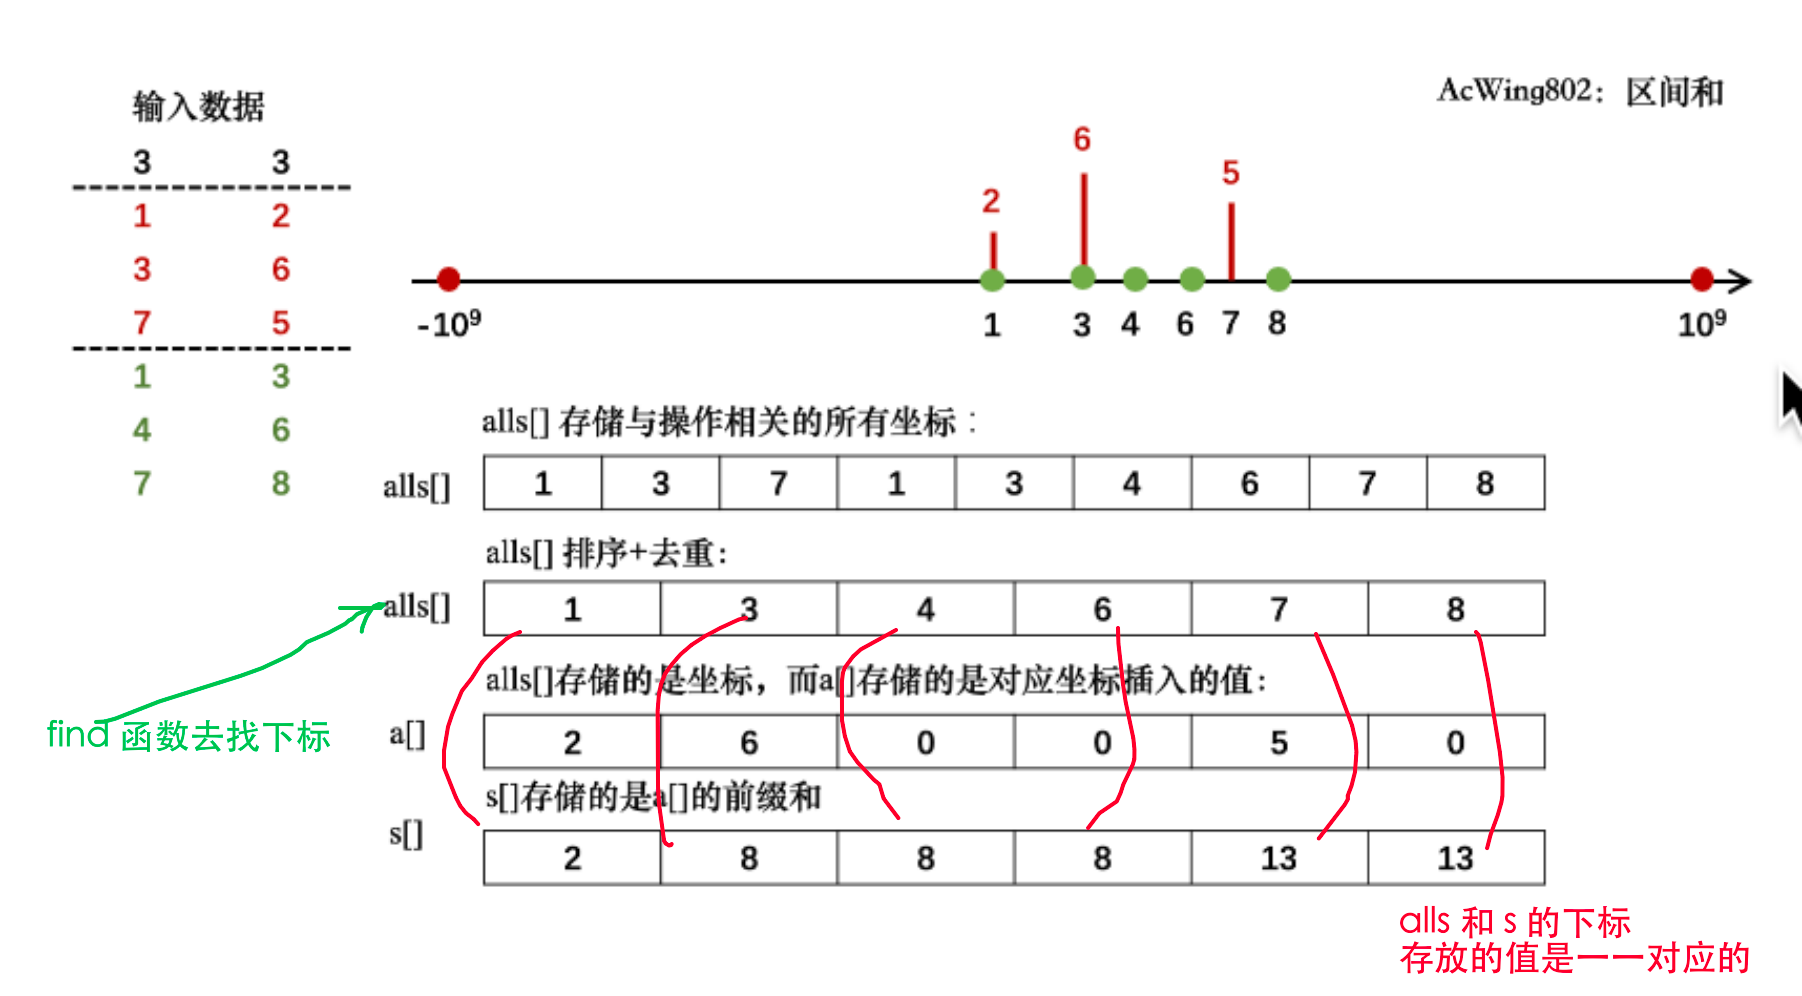 AcWing802：区间和
输入数据
3 3
1 2
3 6
7 5
1 3
4 6
7 8
2 6 5
-10⁹ 1 3 4 6 7 8 10⁹
alls[] 存储与操作相关的所有坐标：
alls[] 1 3 7 1 3 4 6 7 8
alls[] 排序+去重：
alls[] 1 3 4 6 7 8
find 函数去找下标
alls[]存储的是坐标，而a[]存储的是对应坐标插入的值：
a[] 2 6 0 0 5 0
s[]存储的是a[]的前缀和
s[] 2 8 8 8 13 13
alls 和 s 的下标
存放的值是一一对应的